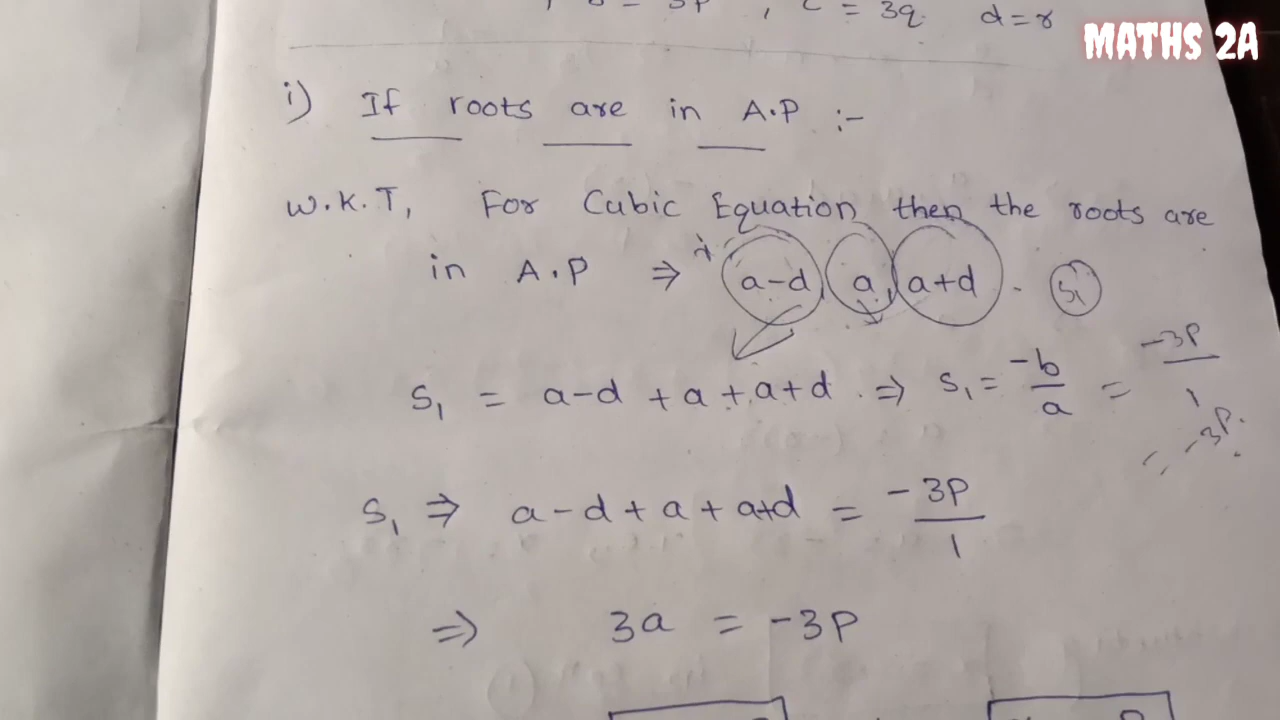 , c = 3q d = r
MATHS 2A
i) If roots are in A.P :-
W.K.T, For Cubic Equation then the roots are
in A.P ⇒ a-d, a, a+d . S₁
S₁ = a-d + a + a+d ⇒ S₁ = -b/a = -3P/1
= -3P.
S₁ ⇒ a-d + a + a+d = -3P/1
⇒ 3a = -3P